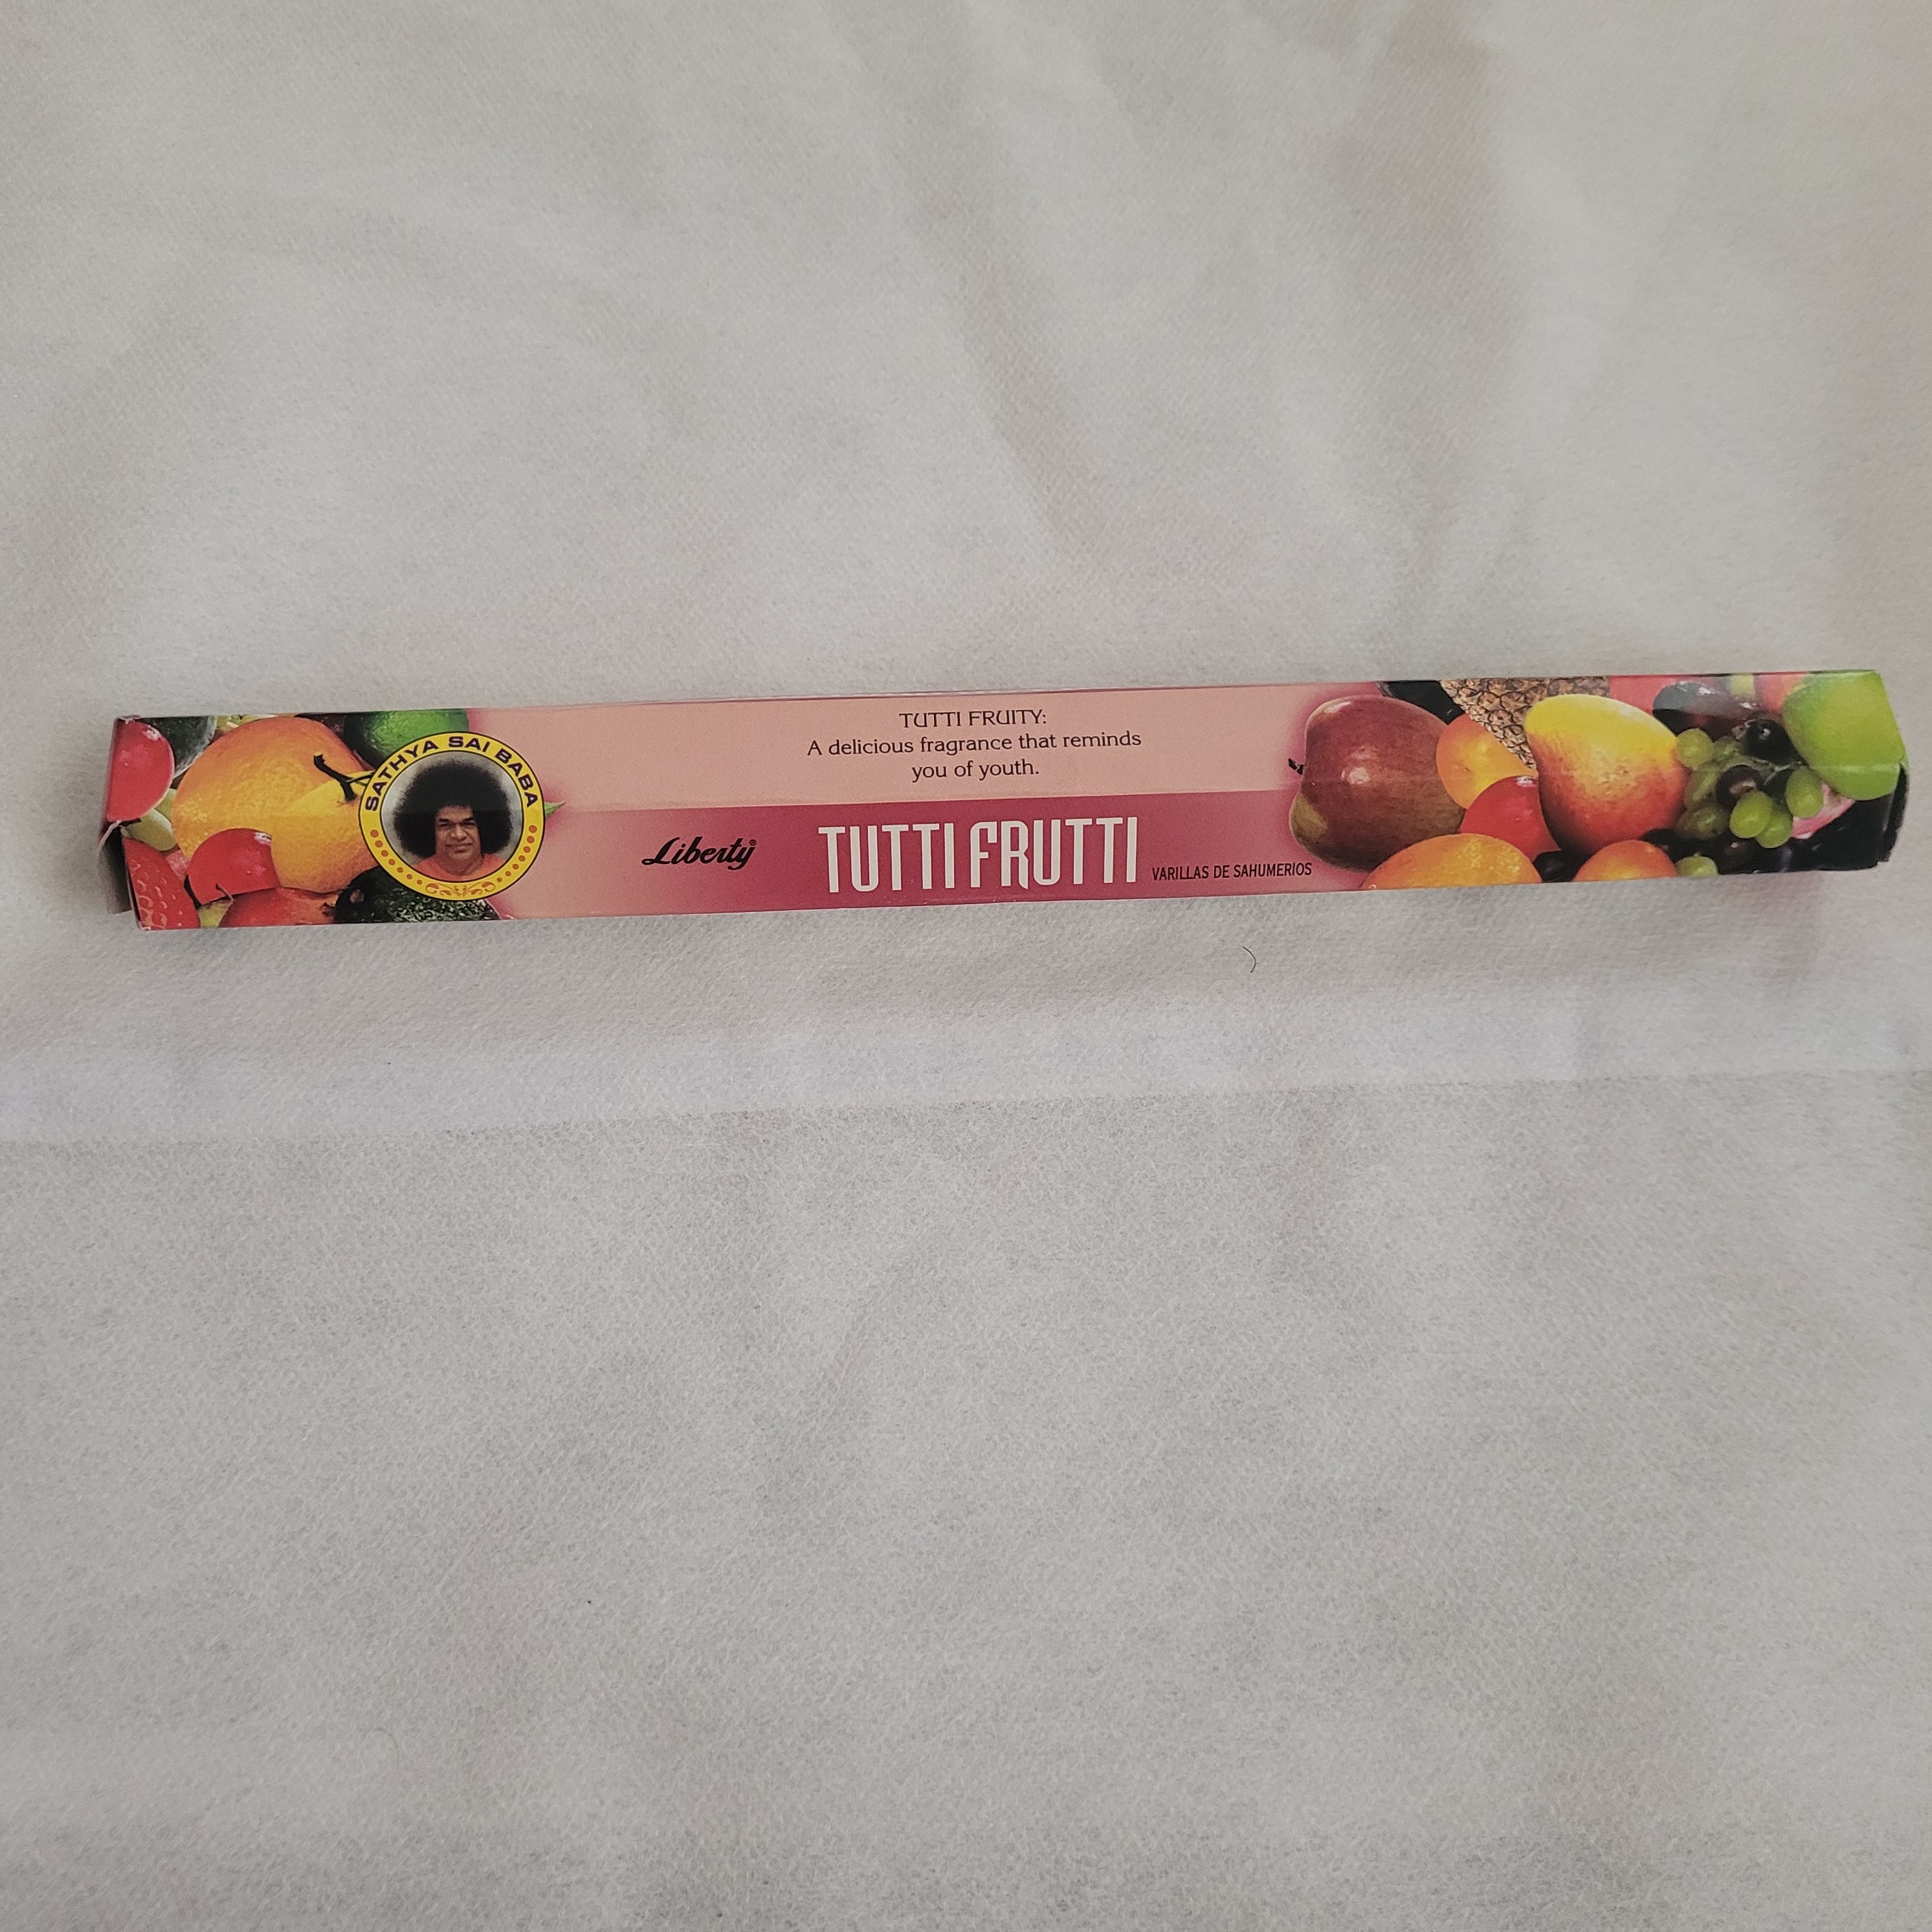 SATHYA SAI BABA
TUTTI FRUITY:
A delicious fragrance that reminds
you of youth.
Liberty
TUTTI FRUTTI
VARILLAS DE SAHUMERIOS